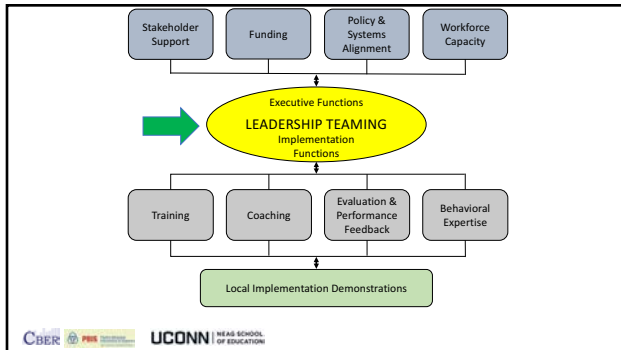 Stakeholder
Support
Funding
Policy &
Systems
Alignment
Workforce
Capacity
Executive Functions
LEADERSHIP TEAMING
Implementation
Functions
Training
Coaching
Evaluation &
Performance
Feedback
Behavioral
Expertise
Local Implementation Demonstrations
CBER
PBIS
UCONN
NEAG SCHOOL
OF EDUCATION